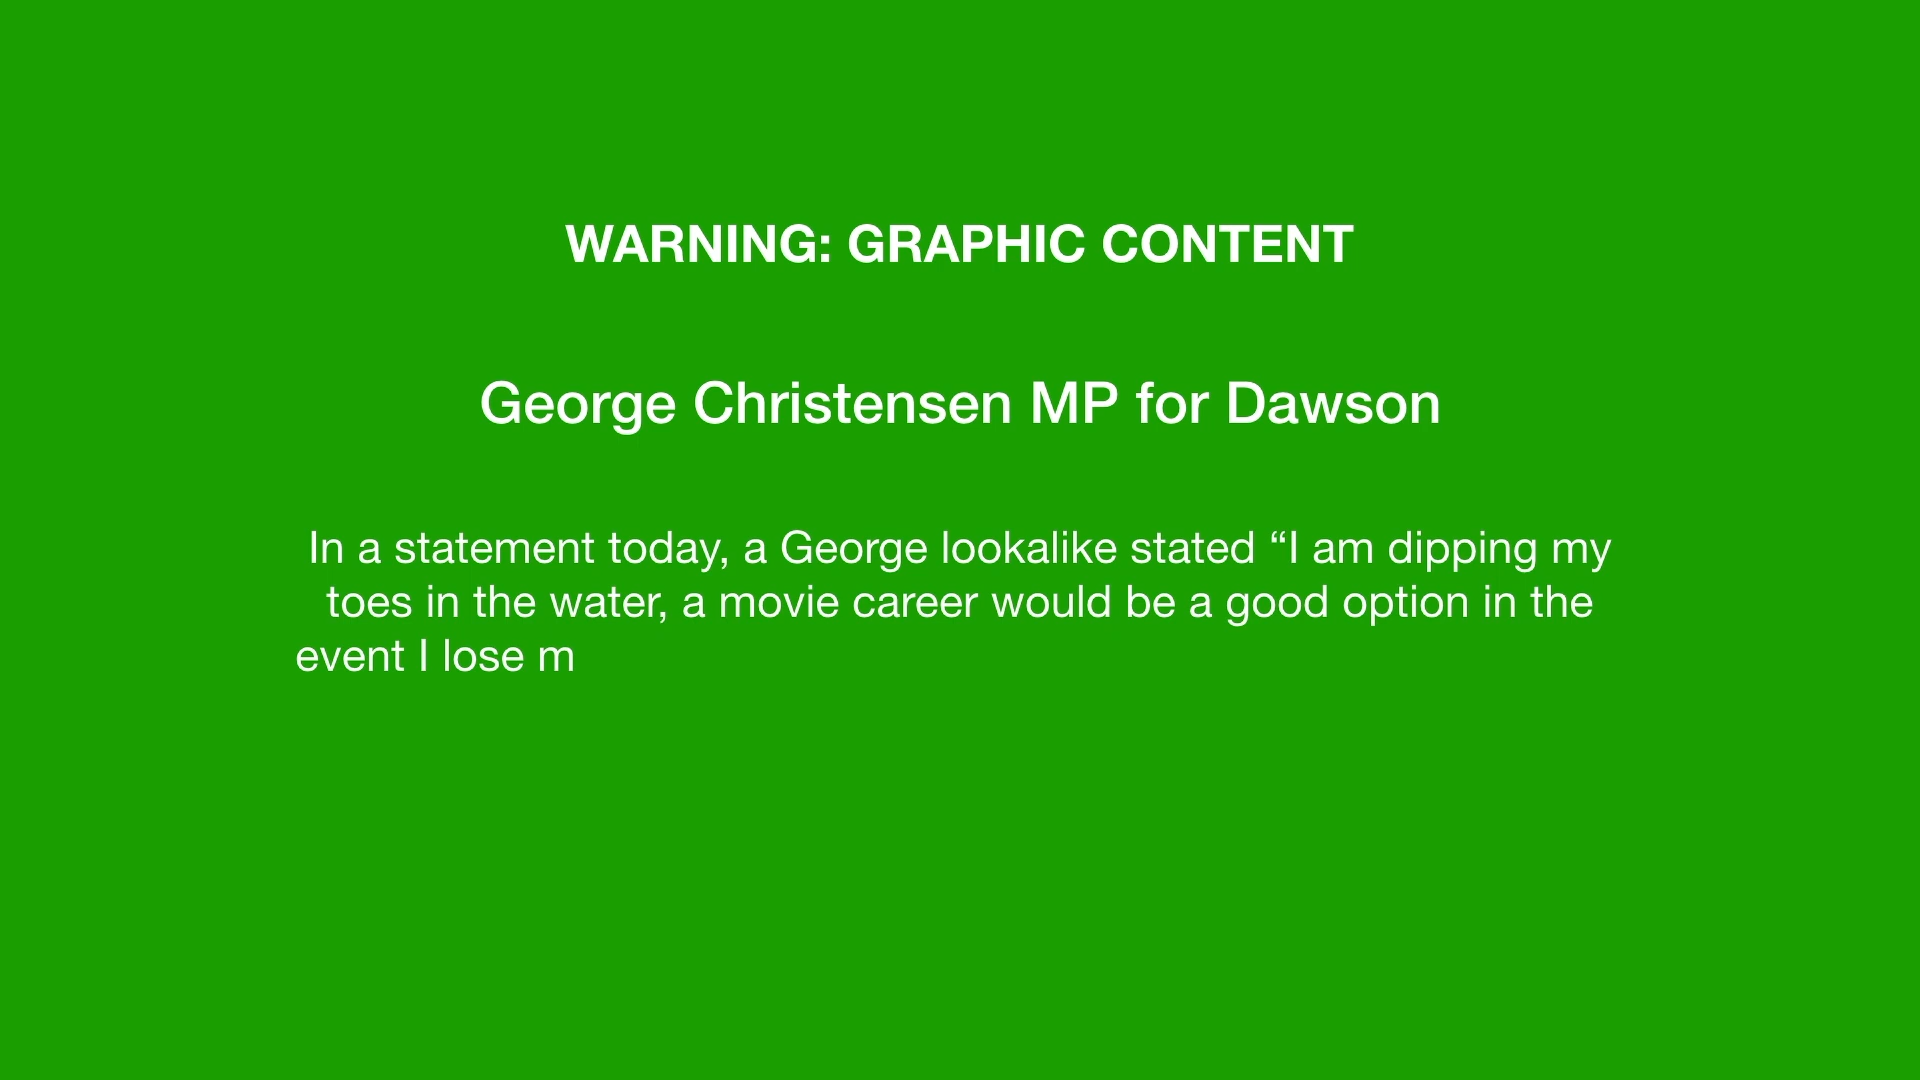 WARNING: GRAPHIC CONTENT
George Christensen MP for Dawson
In a statement today, a George lookalike stated “I am dipping my
toes in the water, a movie career would be a good option in the
event I lose m